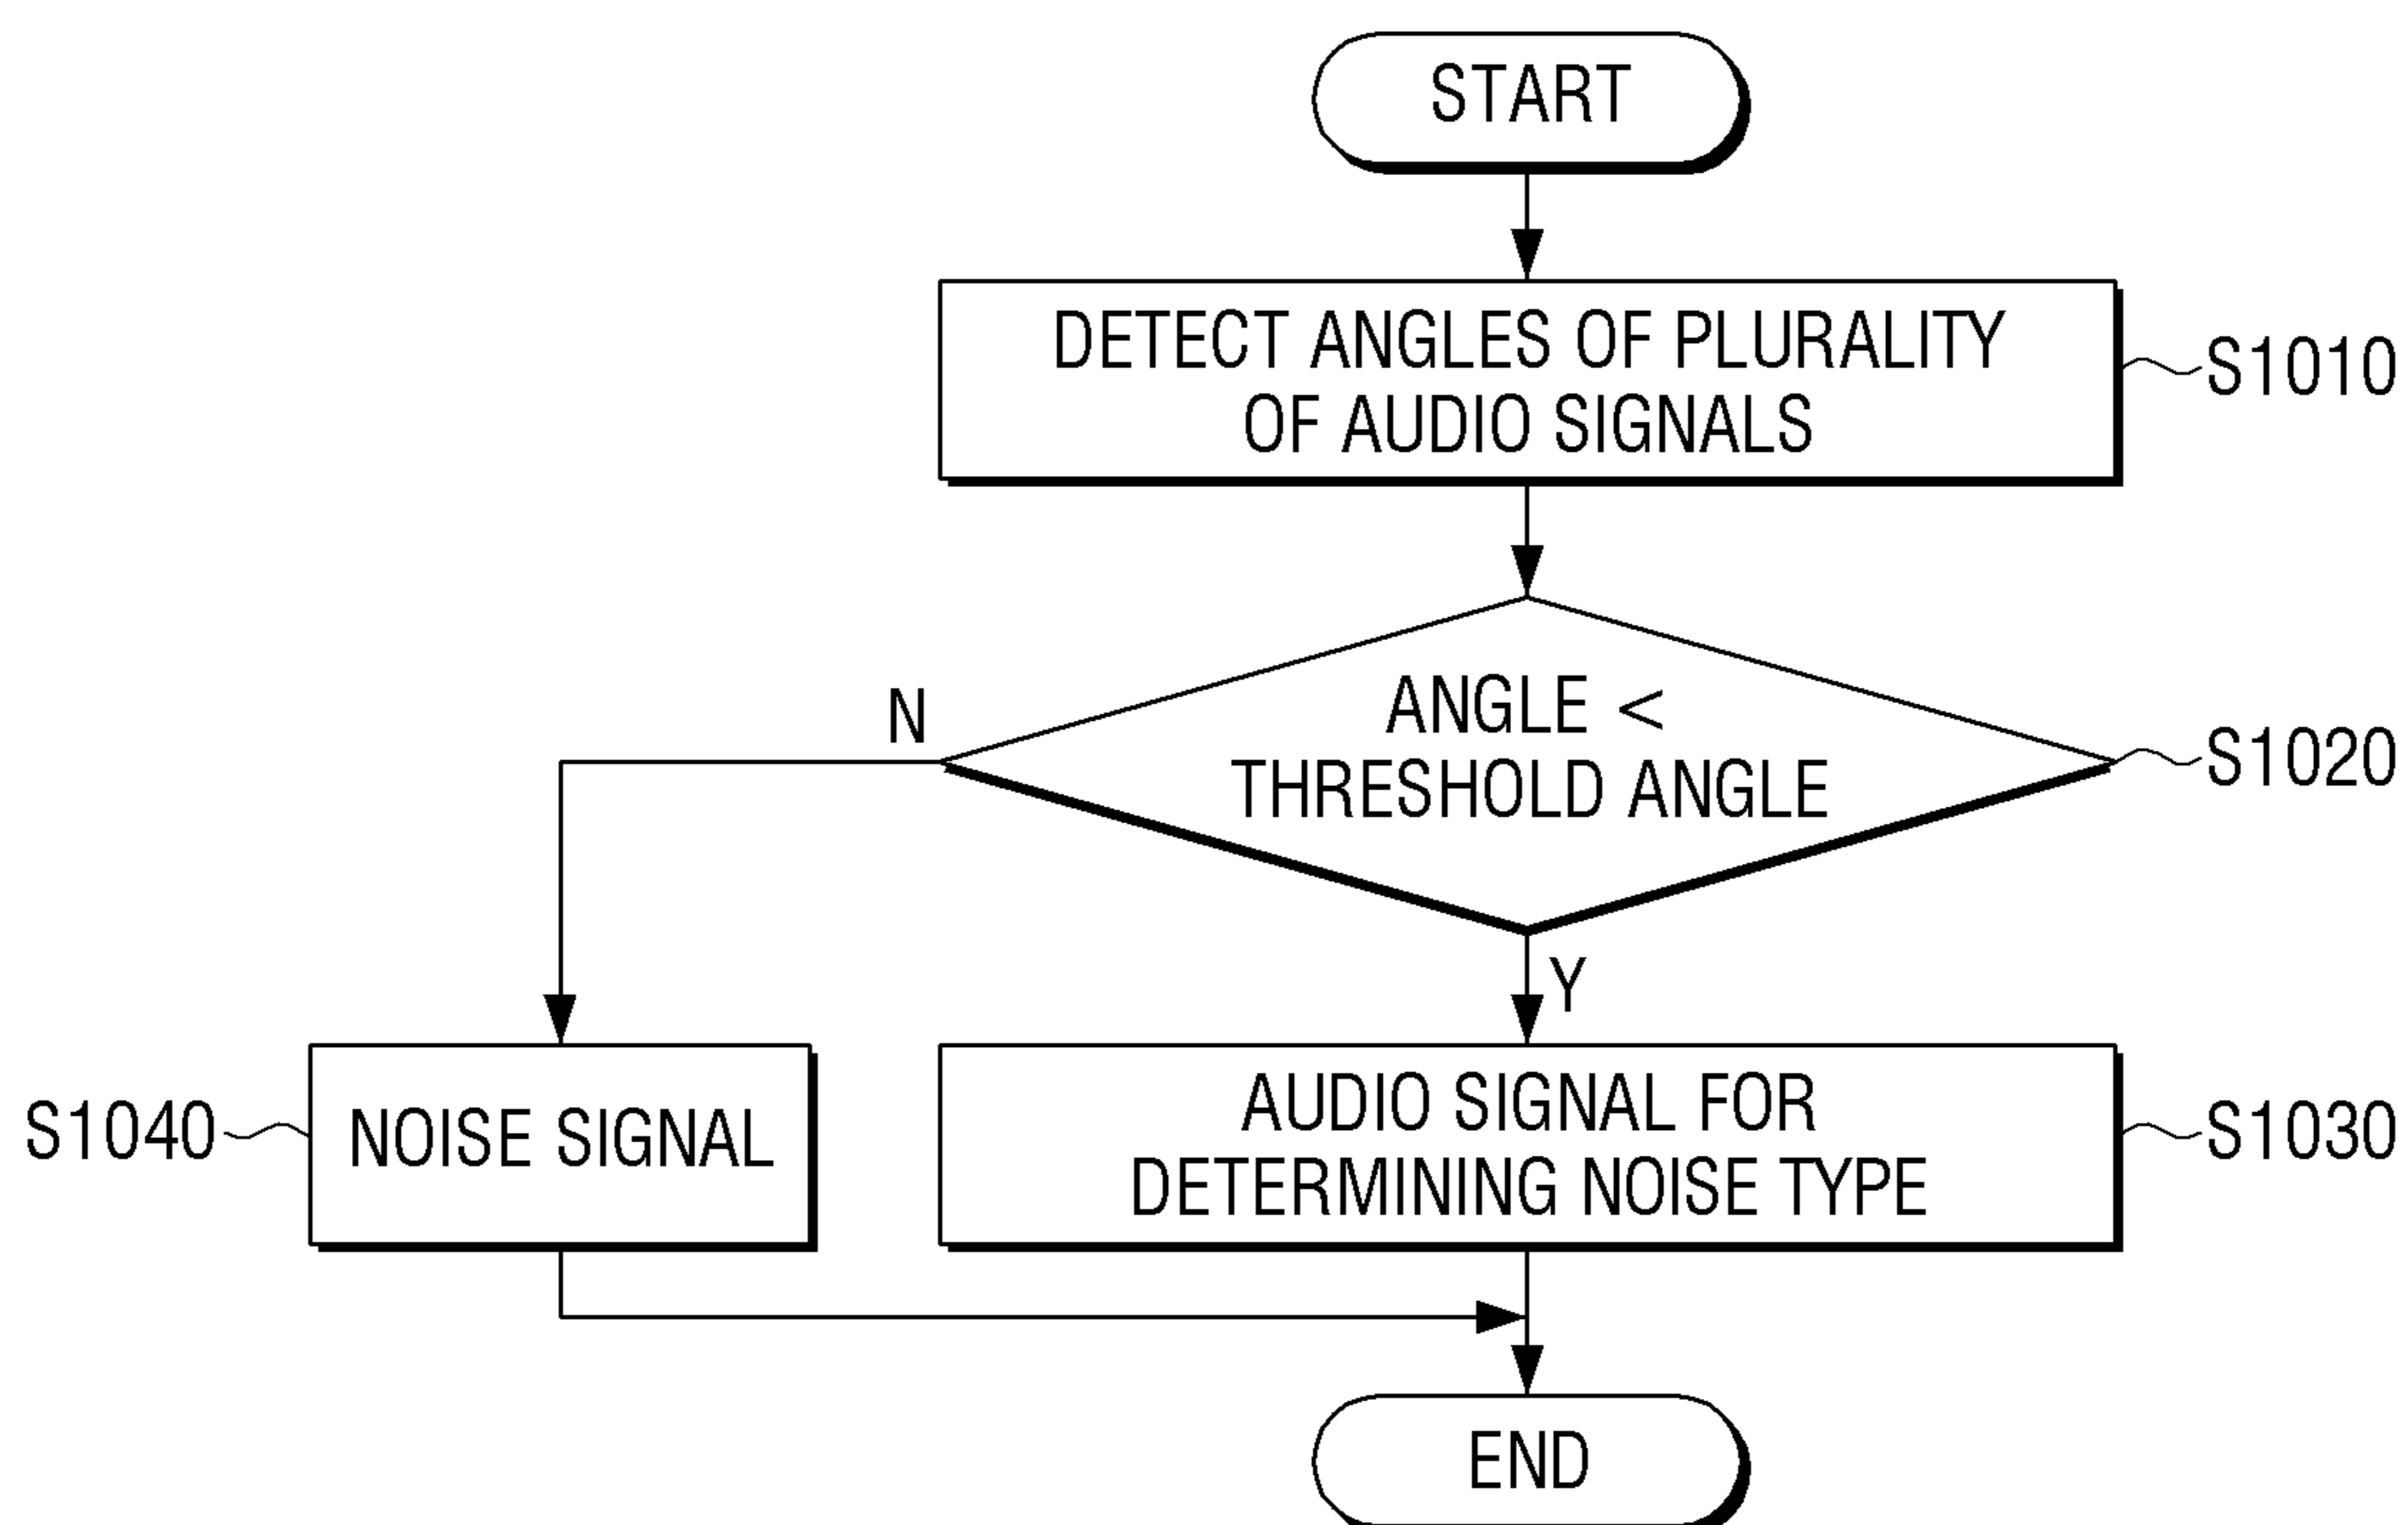 START
DETECT ANGLES OF PLURALITY
OF AUDIO SIGNALS
S1010
ANGLE <
THRESHOLD ANGLE
S1020
N
Y
S1040
NOISE SIGNAL
AUDIO SIGNAL FOR
DETERMINING NOISE TYPE
S1030
END